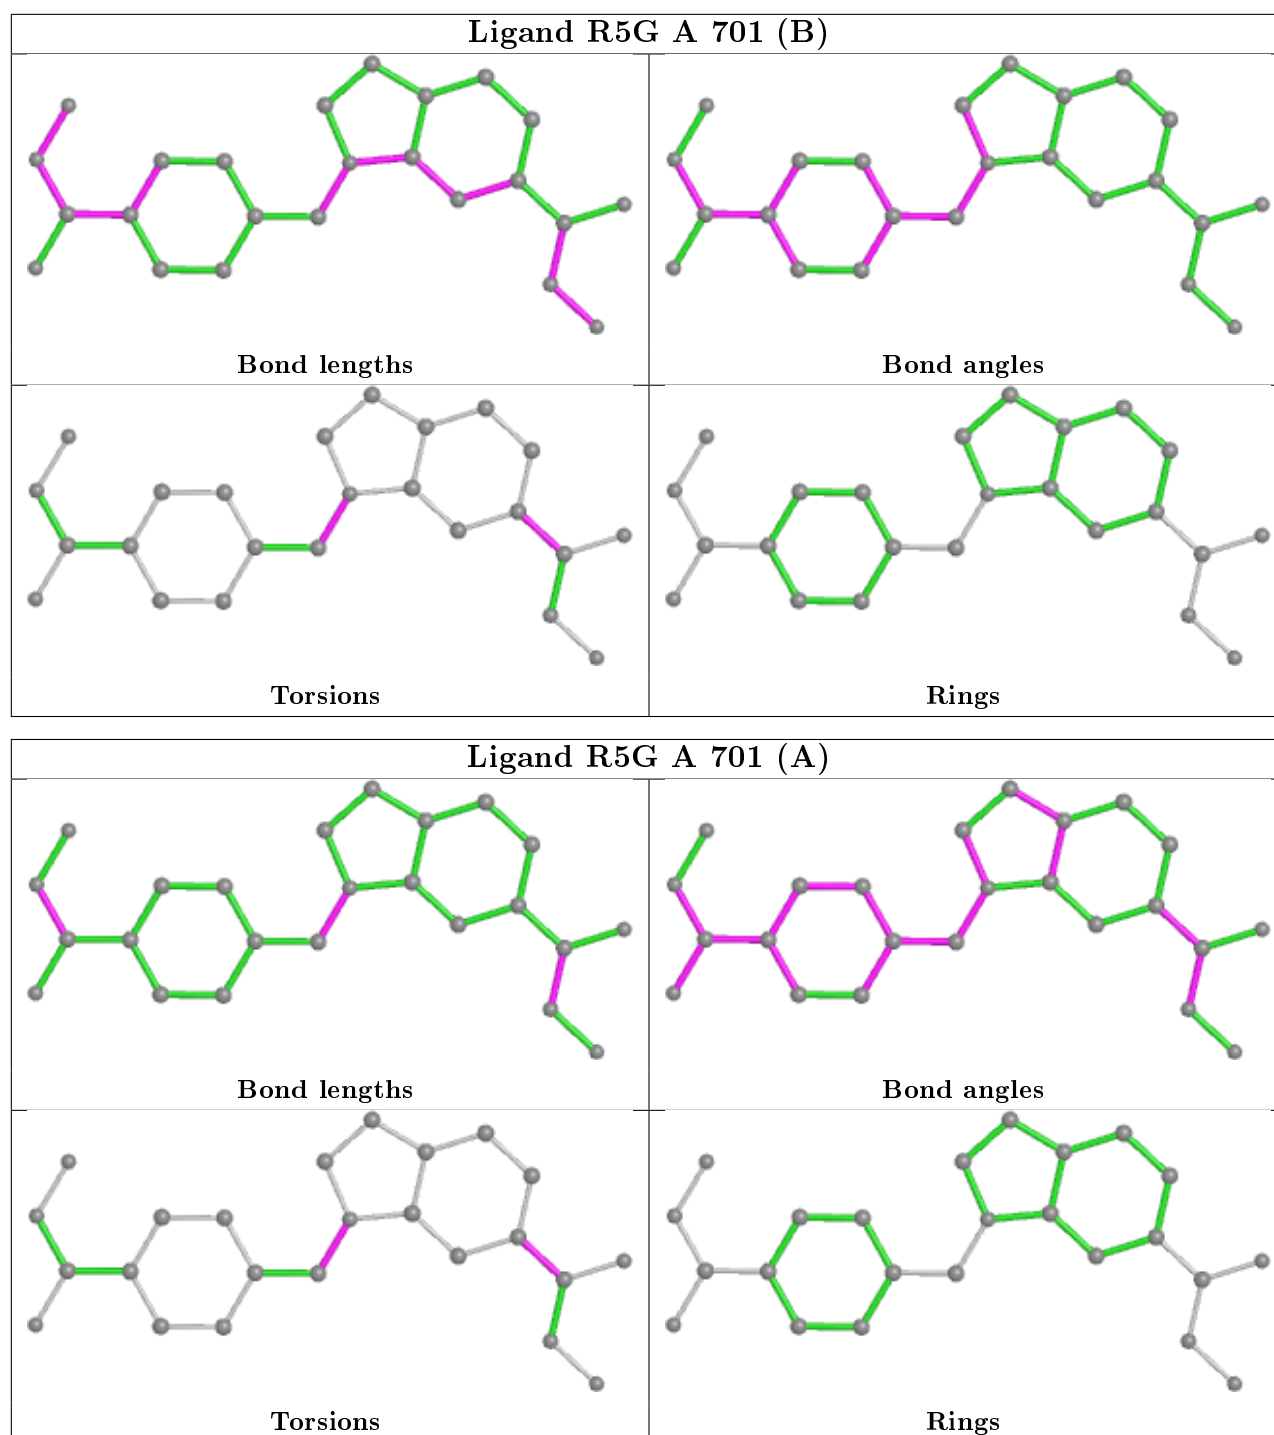 Ligand R5G A 701 (B)
Bond lengths
Bond angles
Torsions
Rings
Ligand R5G A 701 (A)
Bond lengths
Bond angles
Torsions
Rings